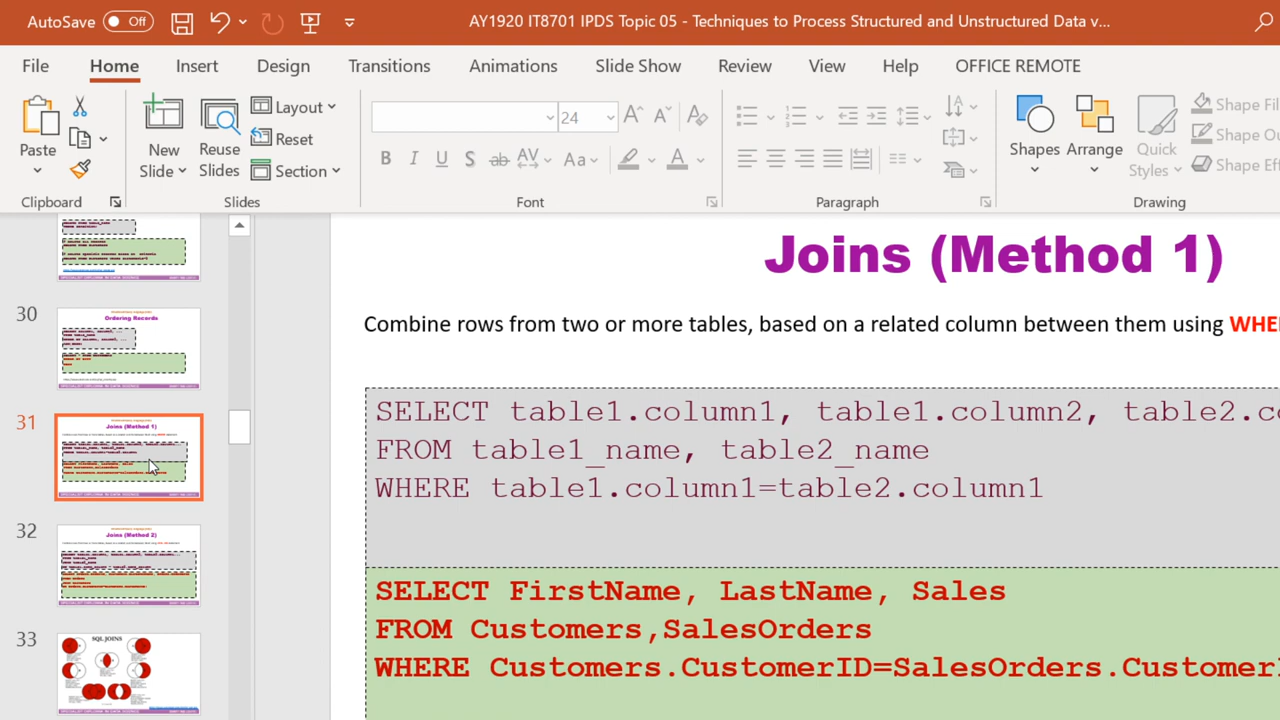 AutoSave Off AY1920 IT8701 IPDS Topic 05 - Techniques to Process Structured and Unstructured Data v...
File Home Insert Design Transitions Animations Slide Show Review View Help OFFICE REMOTE
Paste
New Slide
Reuse Slides
Layout
Reset
Section
24
Shapes
Arrange
Quick Styles
Shape Fil
Shape Ou
Shape Eff
Clipboard Slides Font Paragraph Drawing
30
Ordering Records
31
Joins (Method 1)
32
Joins (Method 2)
33
SQL JOINS
Joins (Method 1)
Combine rows from two or more tables, based on a related column between them using WHE
SELECT table1.column1, table1.column2, table2.co
FROM table1_name, table2_name
WHERE table1.column1=table2.column1
SELECT FirstName, LastName, Sales
FROM Customers,SalesOrders
WHERE Customers.CustomerID=SalesOrders.CustomerI